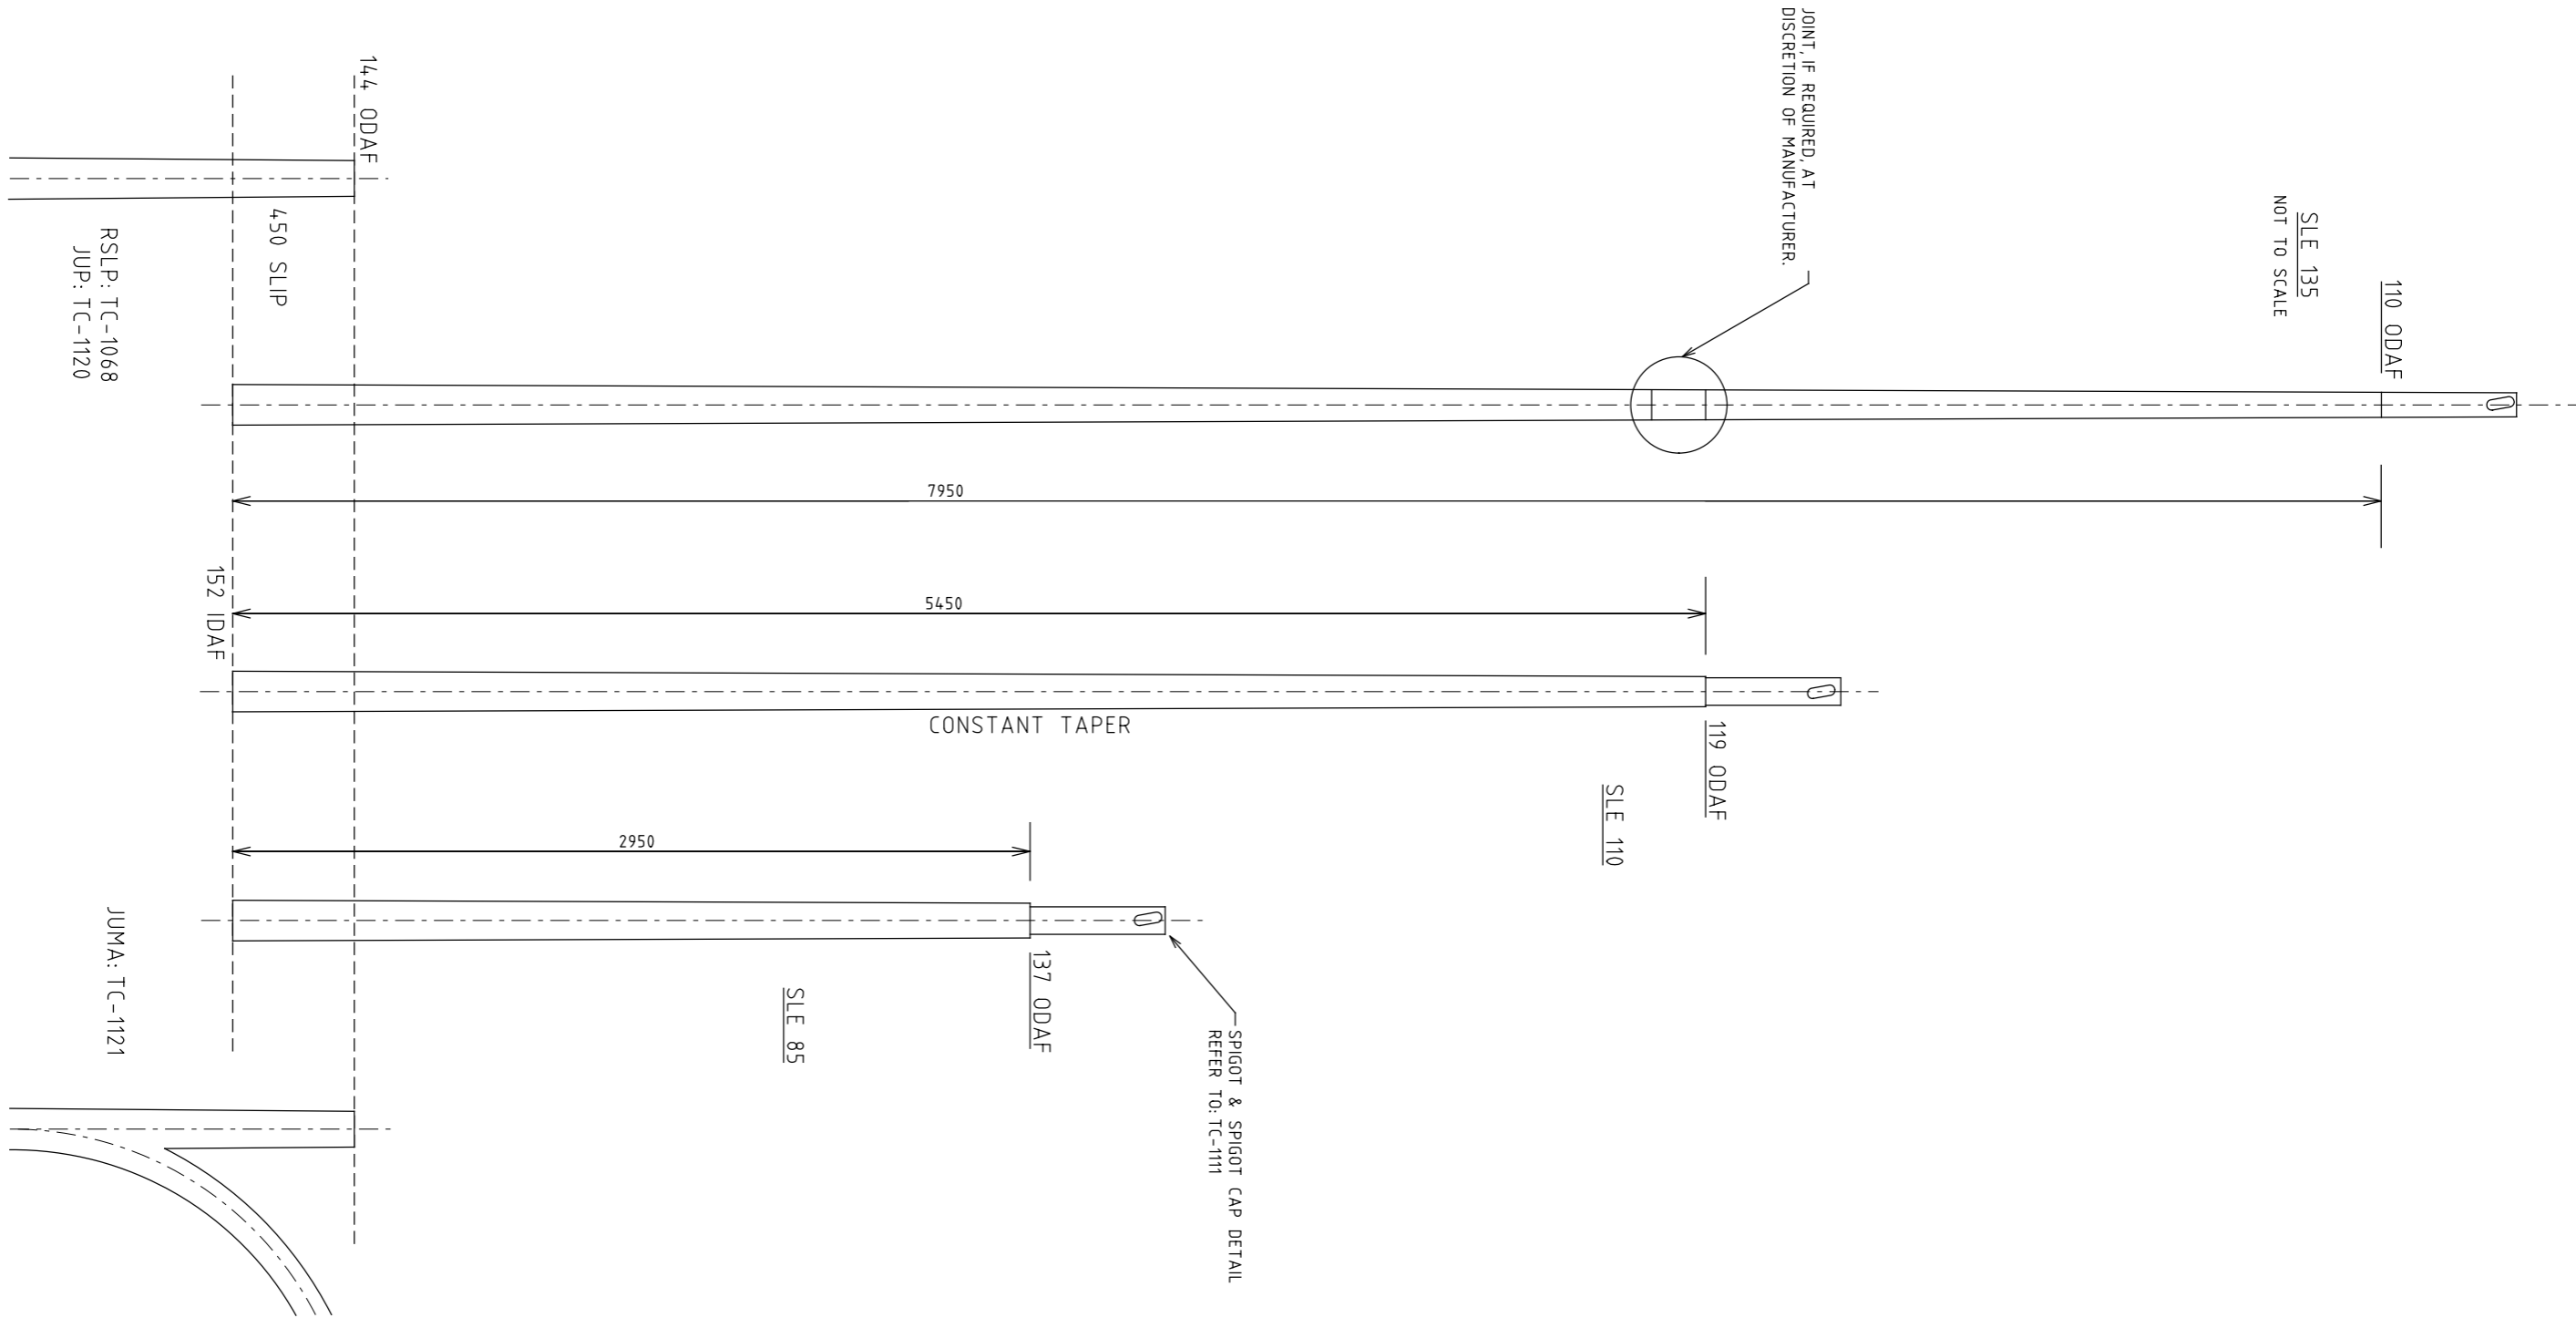 JOINT, IF REQUIRED, AT
DISCRETION OF MANUFACTURER.
SLE 135
NOT TO SCALE
110 ODAF
144 ODAF
450 SLIP
RSLP: TC-1068
JUP: TC-1120
7950
152 IDAF
5450
CONSTANT TAPER
119 ODAF
SLE 110
2950
137 ODAF
SLE 85
JUMA: TC-1121
SPIGOT & SPIGOT CAP DETAIL
REFER TO: TC-1111